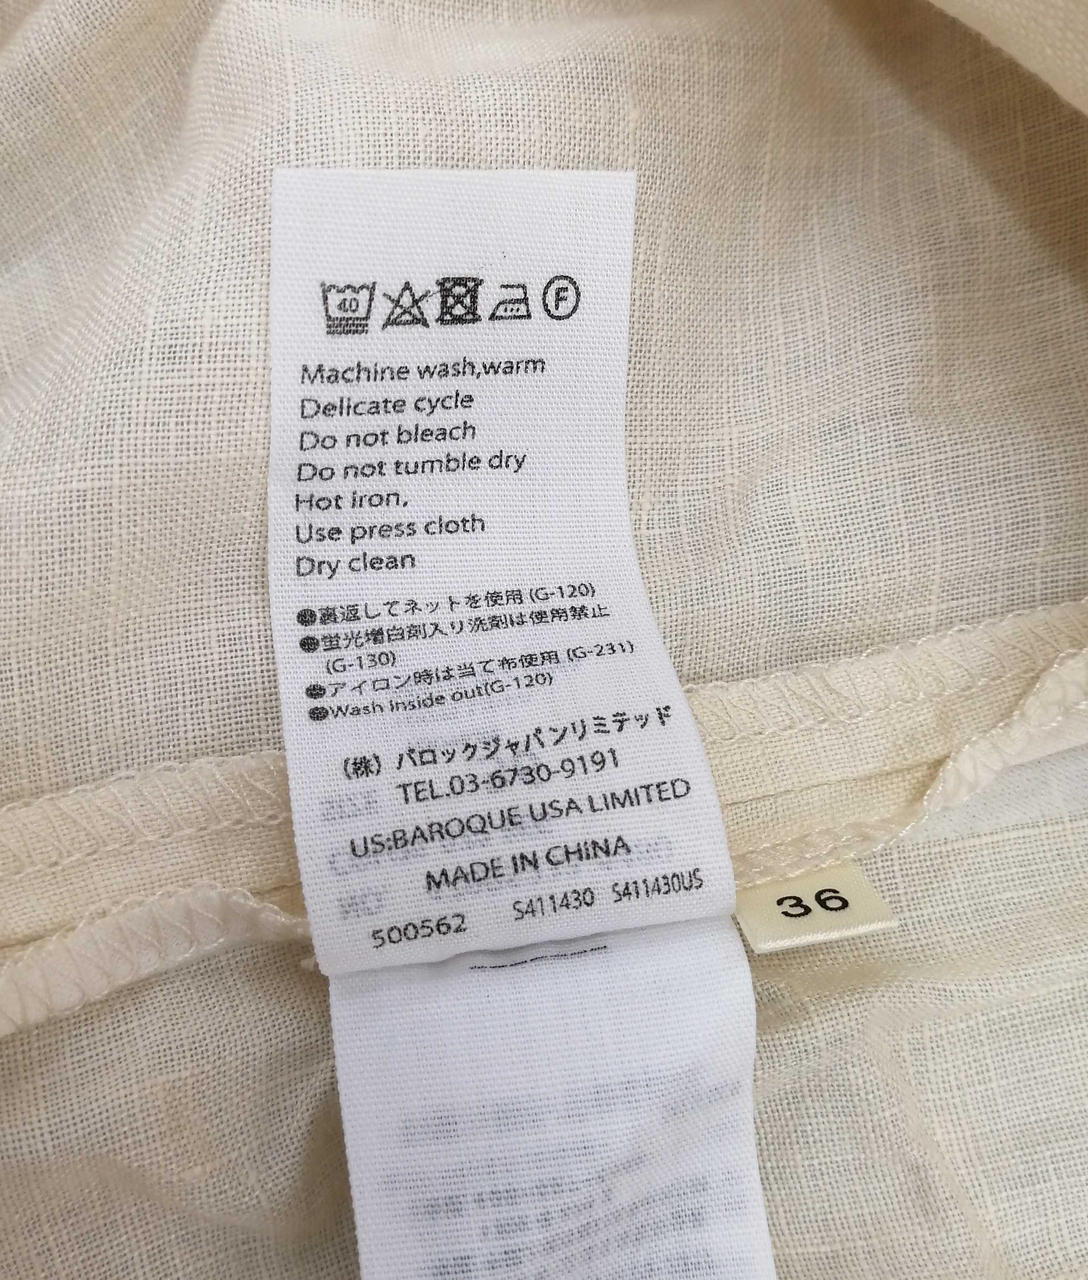 40 F
Machine wash,warm
Delicate cycle
Do not bleach
Do not tumble dry
Hot iron,
Use press cloth
Dry clean
●裏返してネットを使用 (G-120)
●蛍光増白剤入り洗剤は使用禁止
(G-130)
●アイロン時は当て布使用 (G-231)
●Wash inside out(G-120)
(株) バロックジャパンリミテッド
TEL.03-6730-9191
US:BAROQUE USA LIMITED
MADE IN CHINA
500562 S411430 S411430US
36